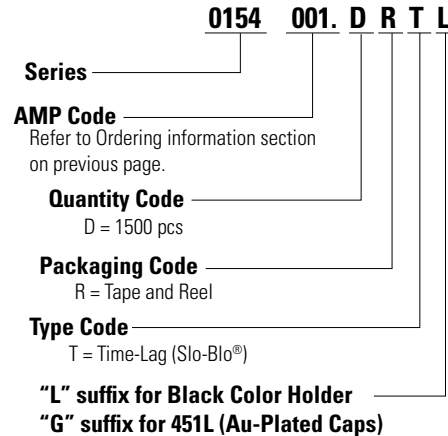 0154 001. D R T L
Series
AMP Code
Refer to Ordering information section
on previous page.
Quantity Code
D = 1500 pcs
Packaging Code
R = Tape and Reel
Type Code
T = Time-Lag (Slo-Blo®)
“L” suffix for Black Color Holder
“G” suffix for 451L (Au-Plated Caps)